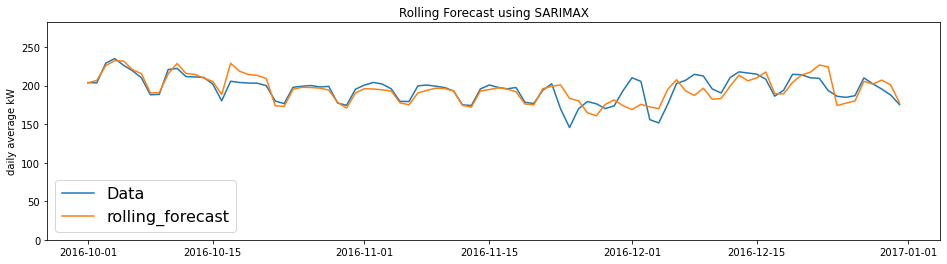 Rolling Forecast using SARIMAX
daily average kW
250
200
150
100
50
0
Data
rolling_forecast
2016-10-01 2016-10-15 2016-11-01 2016-11-15 2016-12-01 2016-12-15 2017-01-01